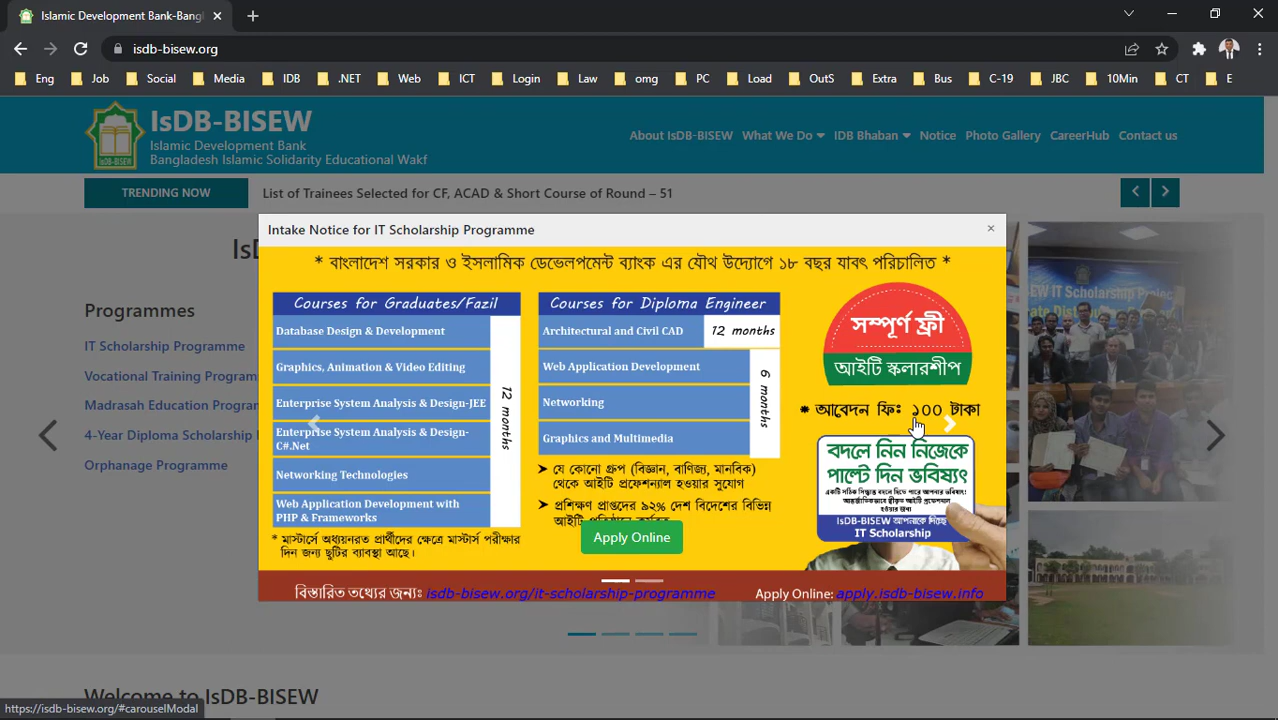 Islamic Development Bank-Bangl
isdb-bisew.org
Eng Job Social Media IDB .NET Web ICT Login Law omg PC Load OutS Extra Bus C-19 JBC 10Min CT E
IsDB-BISEW
Islamic Development Bank
Bangladesh Islamic Solidarity Educational Wakf
About IsDB-BISEW What We Do IDB Bhaban Notice Photo Gallery CareerHub Contact us
TRENDING NOW
List of Trainees Selected for CF, ACAD & Short Course of Round – 51
IsD
Programmes
IT Scholarship Programme
Vocational Training Program
Madrasah Education Program
4-Year Diploma Scholarship
Orphanage Programme
Intake Notice for IT Scholarship Programme
×
* বাংলাদেশ সরকার ও ইসলামিক ডেভেলপমেন্ট ব্যাংক এর যৌথ উদ্যোগে ১৮ বছর যাবৎ পরিচালিত *
Courses for Graduates/Fazil
Database Design & Development
Graphics, Animation & Video Editing
Enterprise System Analysis & Design-JEE
Enterprise System Analysis & Design-
C#.Net
Networking Technologies
Web Application Development with
PHP & Frameworks
12 months
* মাস্টার্সে অধ্যয়নরত প্রার্থীদের ক্ষেত্রে মাস্টার্স পরীক্ষার
দিন জন্য ছুটির ব্যাবস্থা আছে।
Courses for Diploma Engineer
Architectural and Civil CAD 12 months
Web Application Development
Networking
Graphics and Multimedia
6 months
➤ যে কোনো গ্রুপ (বিজ্ঞান, বাণিজ্য, মানবিক)
থেকে আইটি প্রফেশন্যাল হওয়ার সুযোগ
➤ প্রশিক্ষণ প্রাপ্তদের ৯২% দেশ বিদেশের বিভিন্ন
আইটি
Apply Online
সম্পূর্ণ ফ্রী
আইটি স্কলারশীপ
* আবেদন ফিঃ ১০০ টাকা
বদলে নিন নিজেকে
পাল্টে দিন ভবিষ্যৎ
IsDB-BISEW আপনাকে দিচ্ছে
IT Scholarship
বিস্তারিত তথ্যের জন্যঃ isdb-bisew.org/it-scholarship-programme
Apply Online: apply.isdb-bisew.info
Welcome to IsDB-BISEW
https://isdb-bisew.org/#carouselModal